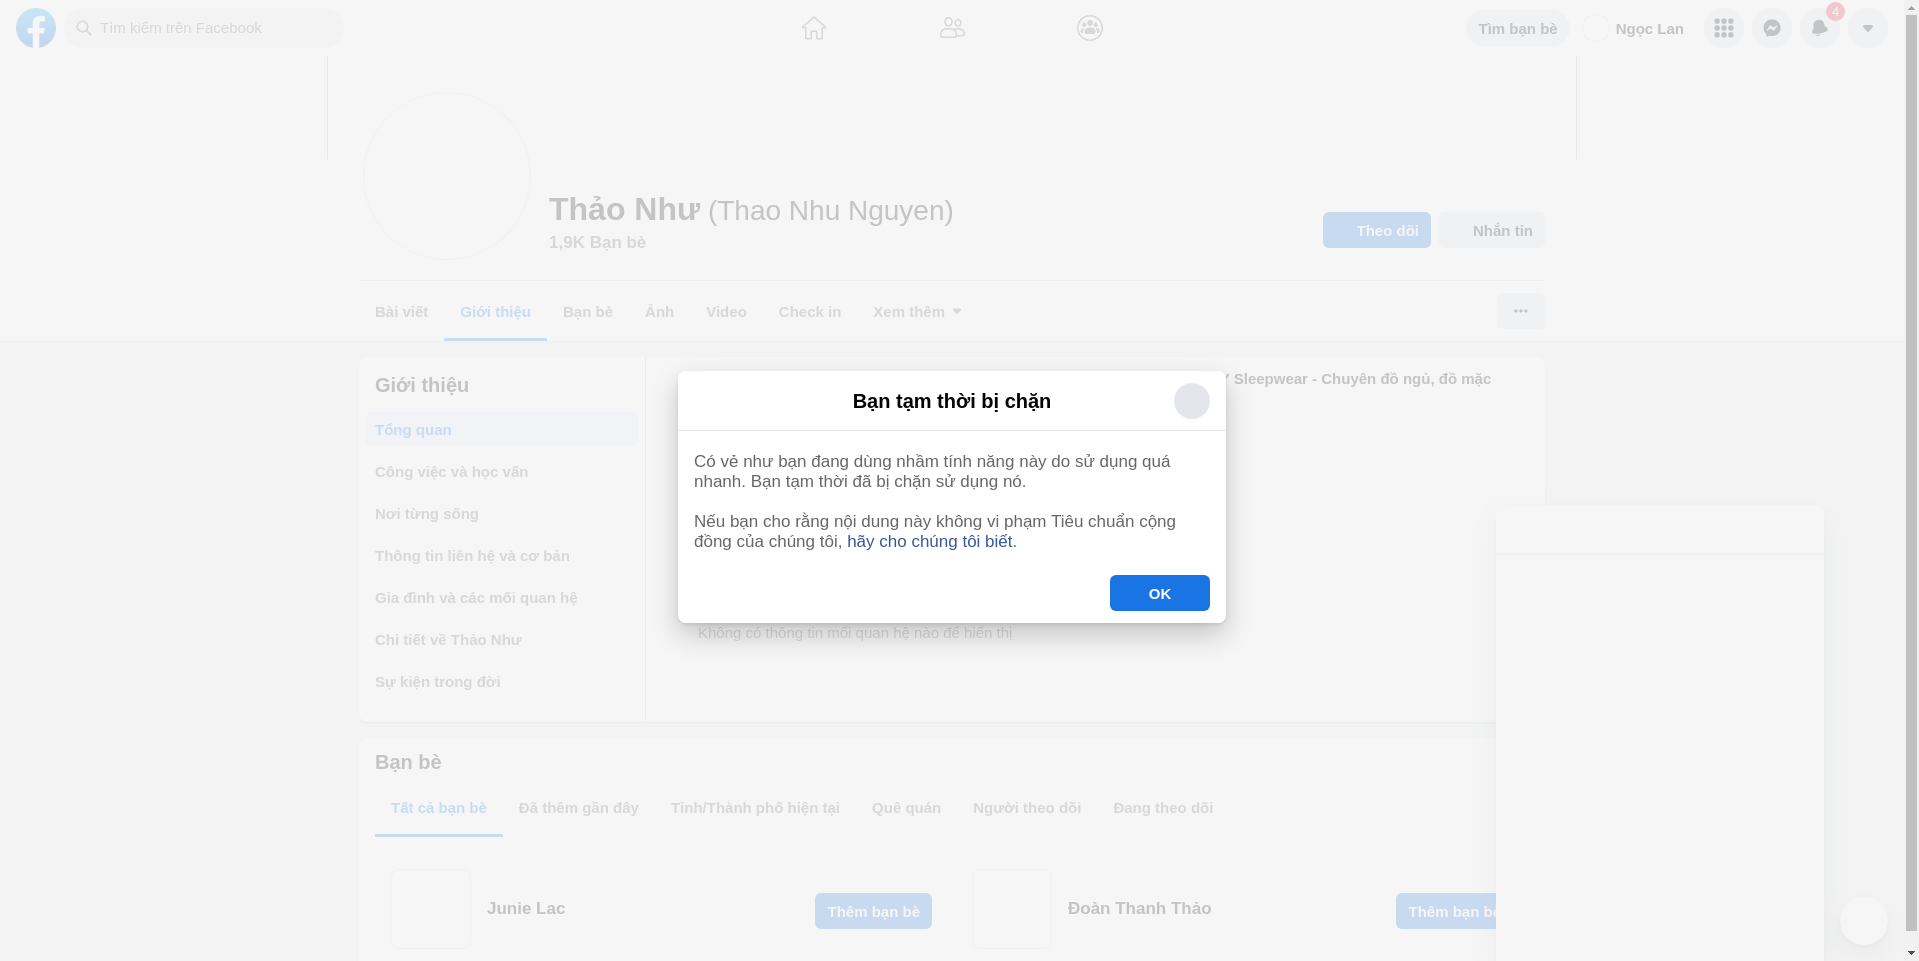 Tìm kiếm trên Facebook
Tìm bạn bè
Ngọc Lan
4
Thảo Như (Thao Nhu Nguyen)
1,9K Bạn bè
Theo dõi
Nhắn tin
Bài viết
Giới thiệu
Bạn bè
Ảnh
Video
Check in
Xem thêm
Giới thiệu
Tổng quan
Công việc và học vấn
Nơi từng sống
Thông tin liên hệ và cơ bản
Gia đình và các mối quan hệ
Chi tiết về Thảo Như
Sự kiện trong đời
Sleepwear - Chuyên đồ ngủ, đồ mặc
Bạn tạm thời bị chặn
Có vẻ như bạn đang dùng nhầm tính năng này do sử dụng quá
nhanh. Bạn tạm thời đã bị chặn sử dụng nó.
Nếu bạn cho rằng nội dung này không vi phạm Tiêu chuẩn cộng
đồng của chúng tôi, hãy cho chúng tôi biết.
OK
Không có thông tin mối quan hệ nào để hiển thị
Bạn bè
Tất cả bạn bè
Đã thêm gần đây
Tỉnh/Thành phố hiện tại
Quê quán
Người theo dõi
Đang theo dõi
Junie Lac
Thêm bạn bè
Đoàn Thanh Thảo
Thêm bạn bè